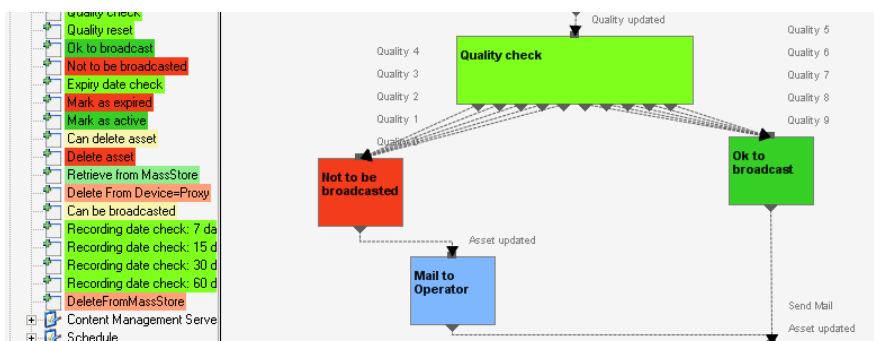 Quality check
Quality reset
Ok to broadcast
Not to be broadcasted
Expiry date check
Mark as expired
Mark as active
Can delete asset
Delete asset
Retrieve from MassStore
Delete From Device=Proxy
Can be broadcasted
Recording date check: 7 da
Recording date check: 15 d
Recording date check: 30 d
Recording date check: 60 d
DeleteFromMassStore
Content Management Serve
Schedule
Quality updated
Quality 4
Quality 3
Quality 2
Quality 1
Quality check
Quality 5
Quality 6
Quality 7
Quality 8
Quality 9
Not to be
broadcasted
Ok to
broadcast
Asset updated
Mail to
Operator
Send Mail
Asset updated